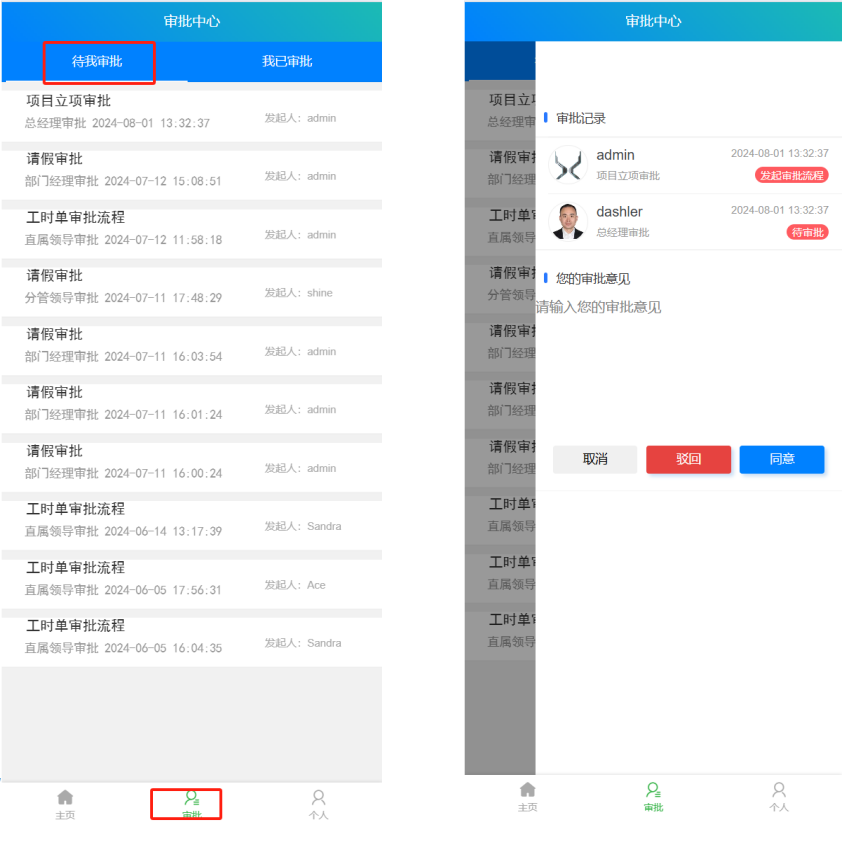 审批中心
待我审批 我已审批
项目立项审批
总经理审批 2024-08-01 13:32:37 发起人：admin
请假审批
部门经理审批 2024-07-12 15:08:51 发起人：admin
工时单审批流程
直属领导审批 2024-07-12 11:58:18 发起人：admin
请假审批
分管领导审批 2024-07-11 17:48:29 发起人：shine
请假审批
部门经理审批 2024-07-11 16:03:54 发起人：admin
请假审批
部门经理审批 2024-07-11 16:01:24 发起人：admin
请假审批
部门经理审批 2024-07-11 16:00:24 发起人：admin
工时单审批流程
直属领导审批 2024-06-14 13:17:39 发起人：Sandra
工时单审批流程
直属领导审批 2024-06-05 17:56:31 发起人：Ace
工时单审批流程
直属领导审批 2024-06-05 16:04:35 发起人：Sandra
主页 审批 个人
审批中心
项目立
总经理审
请假审
部门经理
工时单
直属领导
请假审
分管领导
请假审
部门经理
请假审
部门经理
请假审
部门经理
工时单
直属领导
工时单
直属领导
工时单
直属领导
审批记录
admin 2024-08-01 13:32:37
项目立项审批 发起审批流程
dashler 2024-08-01 13:32:37
总经理审批 待审批
您的审批意见
请输入您的审批意见
取消 驳回 同意
主页 审批 个人